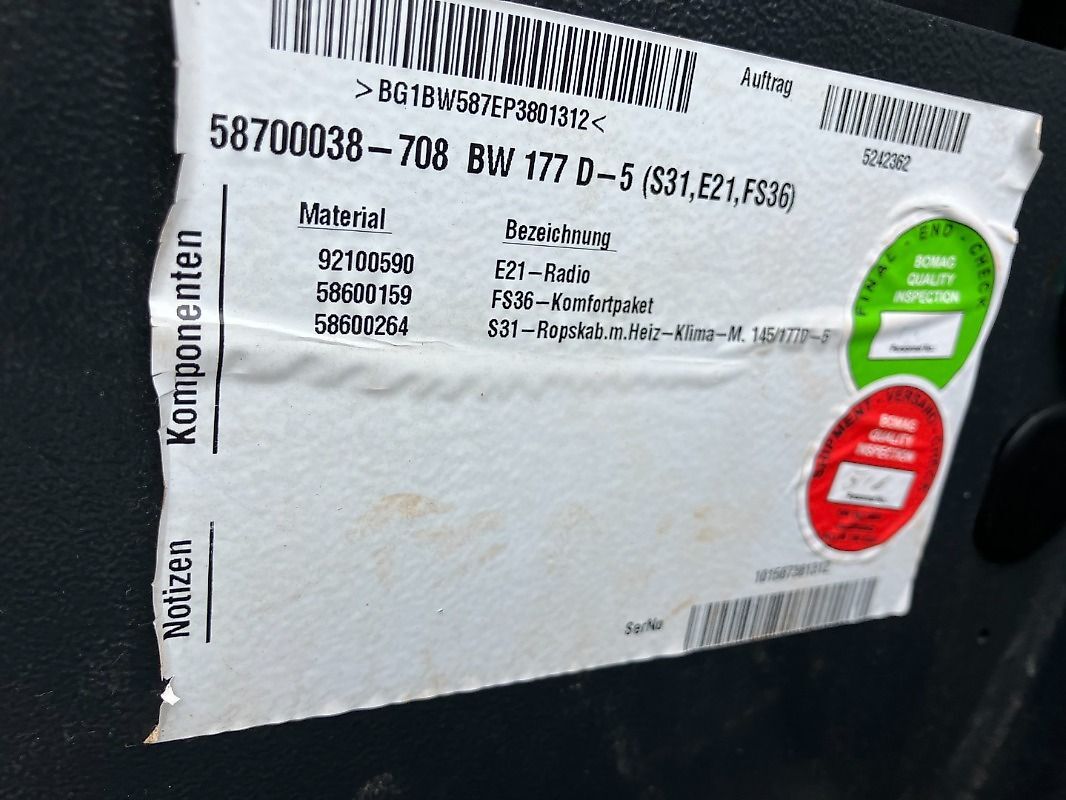 >BG1BW587EP3801312<
Auftrag
5242362
58700038-708 BW 177 D-5 (S31,E21,FS36)
Komponenten
Material Bezeichnung
92100590 E21-Radio
58600159 FS36-Komfortpaket
58600264 S31-Ropskab.m.Heiz-Klima-M. 145/177D-5
FINAL - END - CHECK
BOMAG
QUALITY
INSPECTION
Personal-No.
SHIPMENT - VERSAND - CHECK
BOMAG
QUALITY
INSPECTION
Notizen
101587381312
SerNo